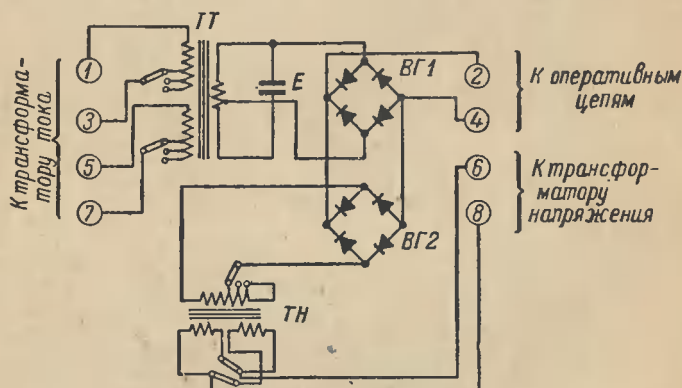 ТТ
К трансформа-
тору тока
1
3
5
7
Е
ВГ1
2
4
К оперативным
цепям
6
8
К трансфор-
матору
напряжения
ВГ2
ТН